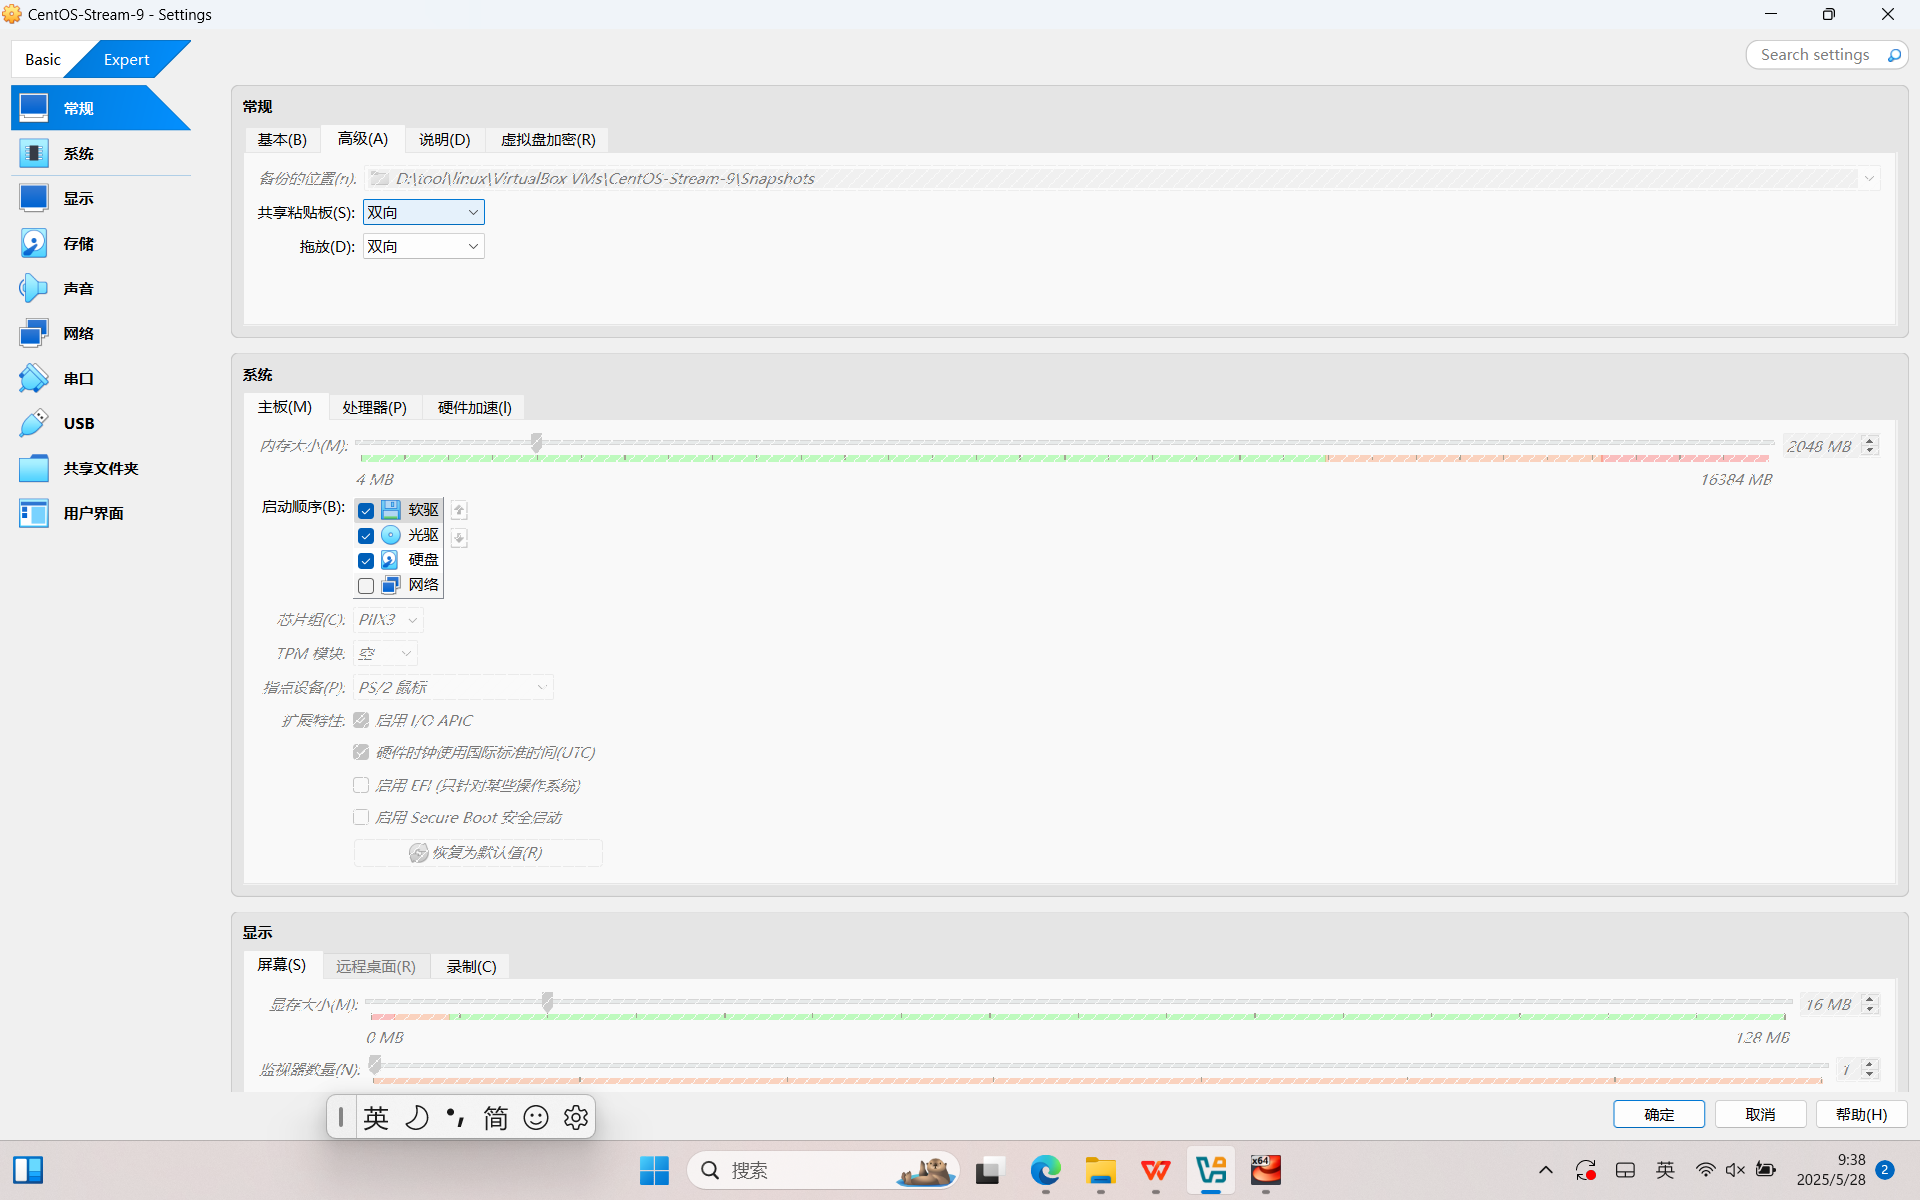 CentOS-Stream-9 - Settings
Basic
Expert
Search settings
常规
系统
显示
存储
声音
网络
串口
USB
共享文件夹
用户界面
常规
基本(B)
高级(A)
说明(D)
虚拟盘加密(R)
备份的位置(n):
D:\tool\linux\VirtualBox VMs\CentOS-Stream-9\Snapshots
共享粘贴板(S):
双向
拖放(D):
双向
系统
主板(M)
处理器(P)
硬件加速(l)
内存大小(M):
2048 MB
4 MB
16384 MB
启动顺序(B):
软驱
光驱
硬盘
网络
芯片组(C):
PIIX3
TPM 模块:
空
指点设备(P):
PS/2 鼠标
扩展特性:
启用 I/O APIC
硬件时钟使用国际标准时间(UTC)
启用 EFI (只针对某些操作系统)
启用 Secure Boot 安全启动
恢复为默认值(R)
显示
屏幕(S)
远程桌面(R)
录制(C)
显存大小(M):
16 MB
0 MB
128 MB
监视器数量(N):
1
确定
取消
帮助(H)
英
简
搜索
x64
英
9:38
2025/5/28
2